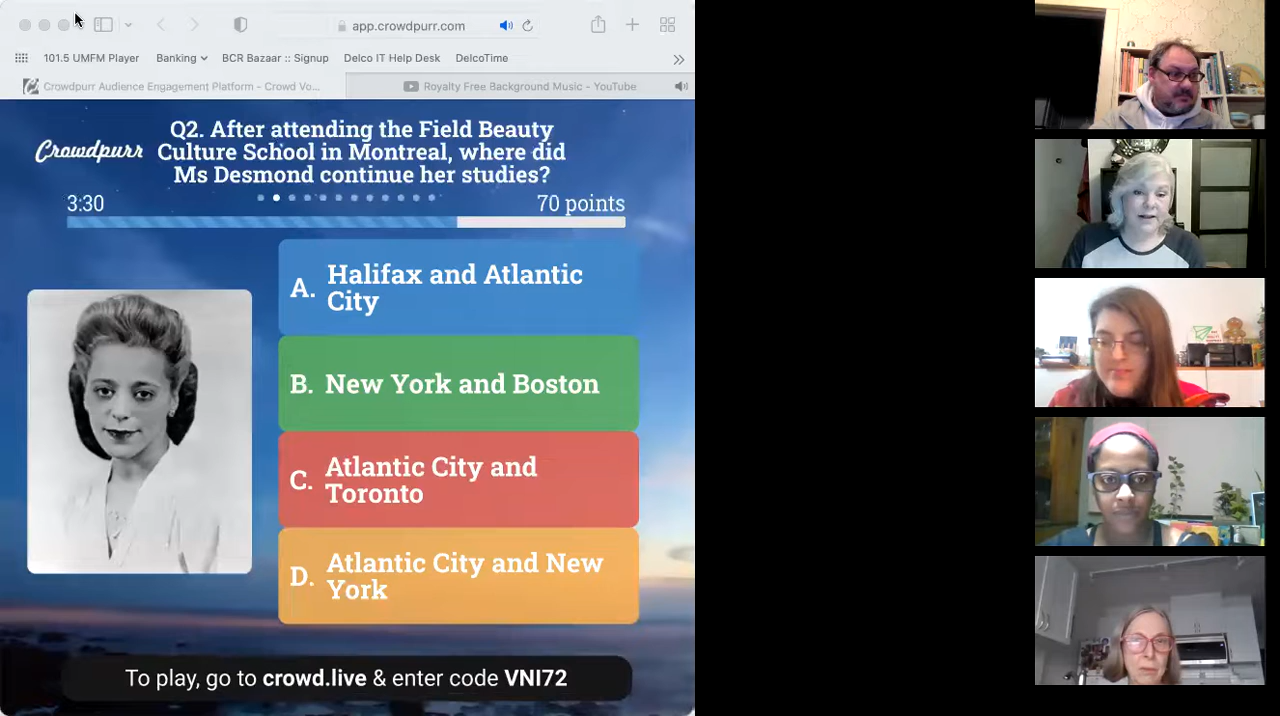 app.crowdpurr.com
101.5 UMFM Player
Banking
BCR Bazaar :: Signup
Delco IT Help Desk
DelcoTime
Crowdpurr Audience Engagement Platform - Crowd Vo...
Royalty Free Background Music - YouTube
Crowdpurr
Q2. After attending the Field Beauty
Culture School in Montreal, where did
Ms Desmond continue her studies?
3:30
70 points
A. Halifax and Atlantic
City
B. New York and Boston
C. Atlantic City and
Toronto
D. Atlantic City and New
York
To play, go to crowd.live & enter code VNI72